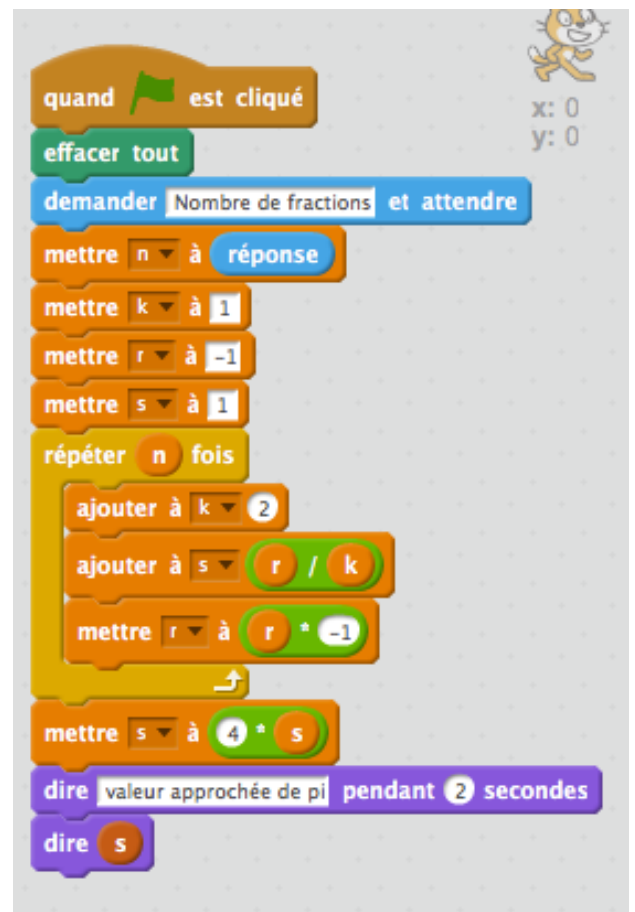 quand est cliqué
x: 0
y: 0
effacer tout
demander Nombre de fractions et attendre
mettre n à réponse
mettre k à 1
mettre r à -1
mettre s à 1
répéter n fois
ajouter à k 2
ajouter à s r / k
mettre r à r * -1
mettre s à 4 * s
dire valeur approchée de pi pendant 2 secondes
dire s